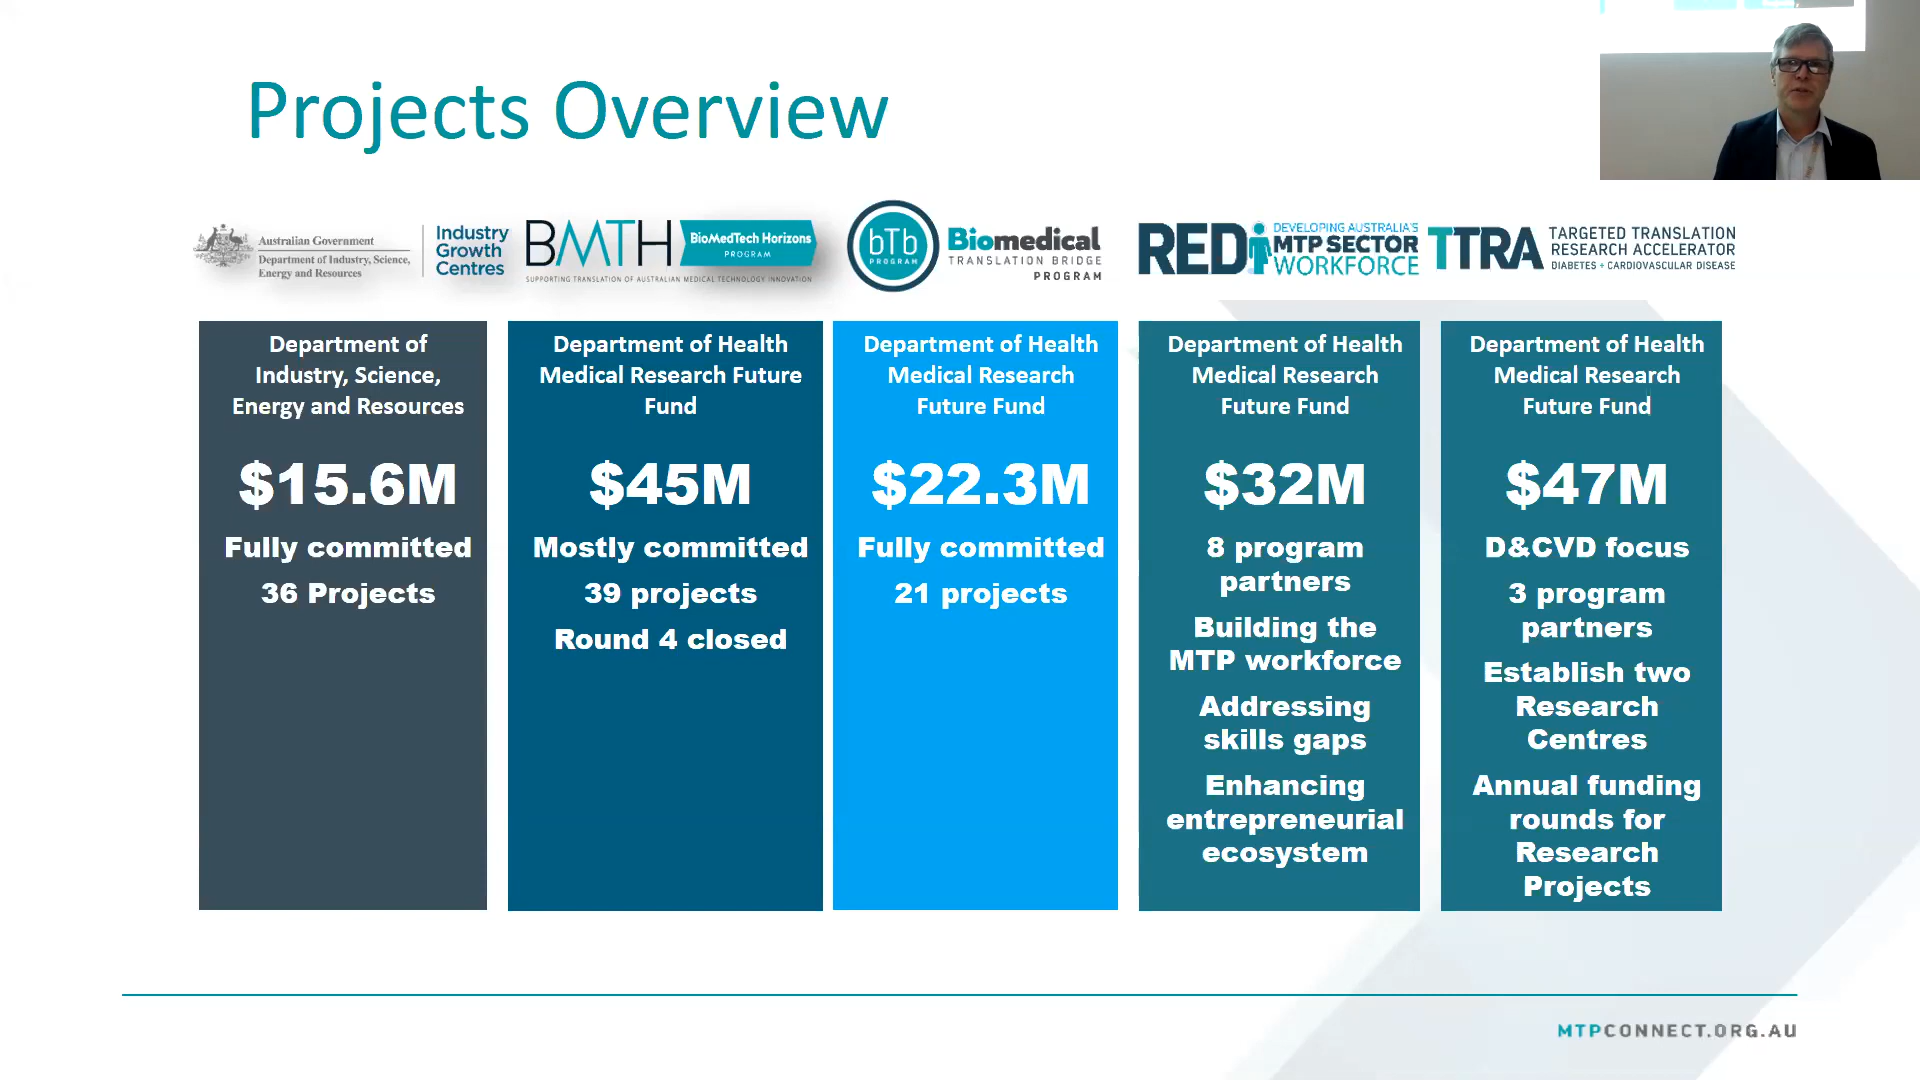 Projects Overview
Australian Government
Department of Industry, Science,
Energy and Resources
Industry
Growth
Centres
BMTH
BioMedTech Horizons
PROGRAM
SUPPORTING TRANSLATION OF AUSTRALIAN MEDICAL TECHNOLOGY INNOVATION
bTb
PROGRAM
Biomedical
TRANSLATION BRIDGE
PROGRAM
RED
DEVELOPING AUSTRALIA'S
MTP SECTOR
WORKFORCE
TTRA
TARGETED TRANSLATION
RESEARCH ACCELERATOR
DIABETES + CARDIOVASCULAR DISEASE
Department of
Industry, Science,
Energy and Resources
$15.6M
Fully committed
36 Projects
Department of Health
Medical Research Future
Fund
$45M
Mostly committed
39 projects
Round 4 closed
Department of Health
Medical Research
Future Fund
$22.3M
Fully committed
21 projects
Department of Health
Medical Research
Future Fund
$32M
8 program
partners
Building the
MTP workforce
Addressing
skills gaps
Enhancing
entrepreneurial
ecosystem
Department of Health
Medical Research
Future Fund
$47M
D&CVD focus
3 program
partners
Establish two
Research
Centres
Annual funding
rounds for
Research
Projects
MTPCONNECT.ORG.AU